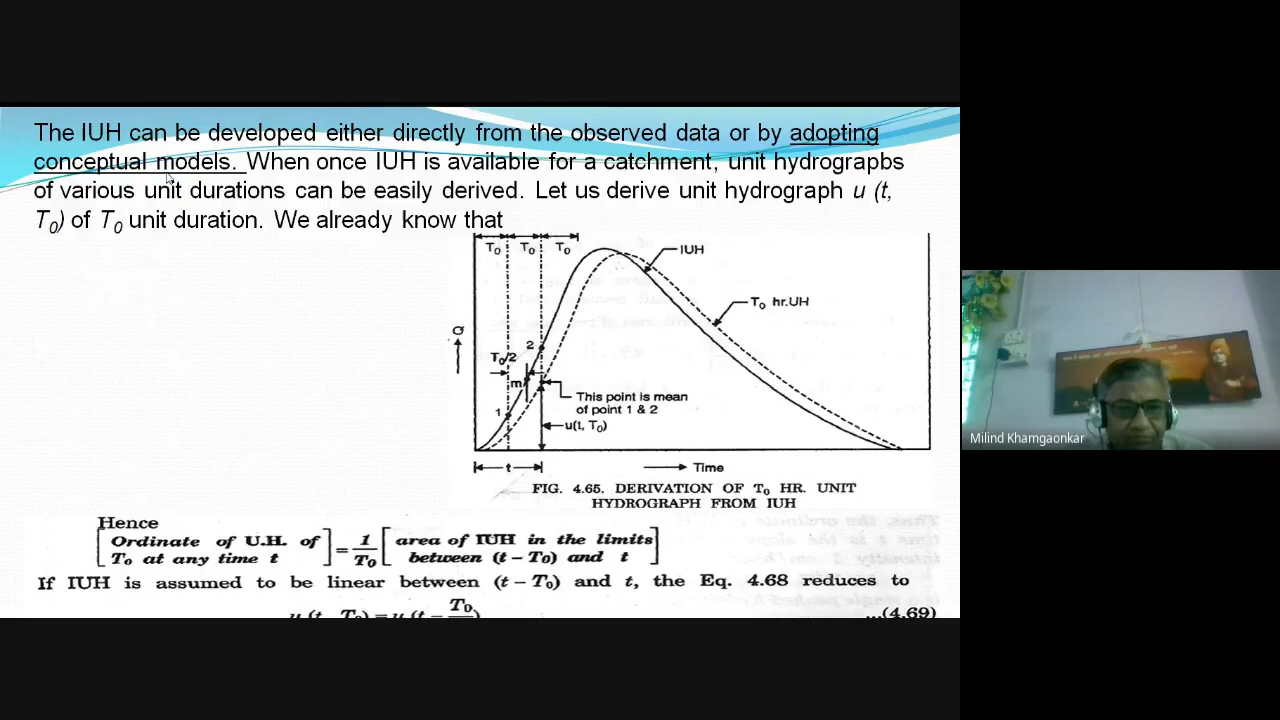 The IUH can be developed either directly from the observed data or by adopting
conceptual models. When once IUH is available for a catchment, unit hydrograpbs
of various unit durations can be easily derived. Let us derive unit hydrograph u (t,
T0) of T0 unit duration. We already know that
T0 T0 T0
IUH
T0 hr.UH
Q
2
T0/2
m
1
This point is mean
of point 1 & 2
u(t, T0)
t
Time
FIG. 4.65. DERIVATION OF T0 HR. UNIT
HYDROGRAPH FROM IUH
Hence
[Ordinate of U.H. of T0 at any time t] = 1/T0 [area of IUH in the limits between (t – T0) and t]
If IUH is assumed to be linear between (t – T0) and t, the Eq. 4.68 reduces to
u (t T0) = u (t – T0 ...(4.69)
Milind Khamgaonkar